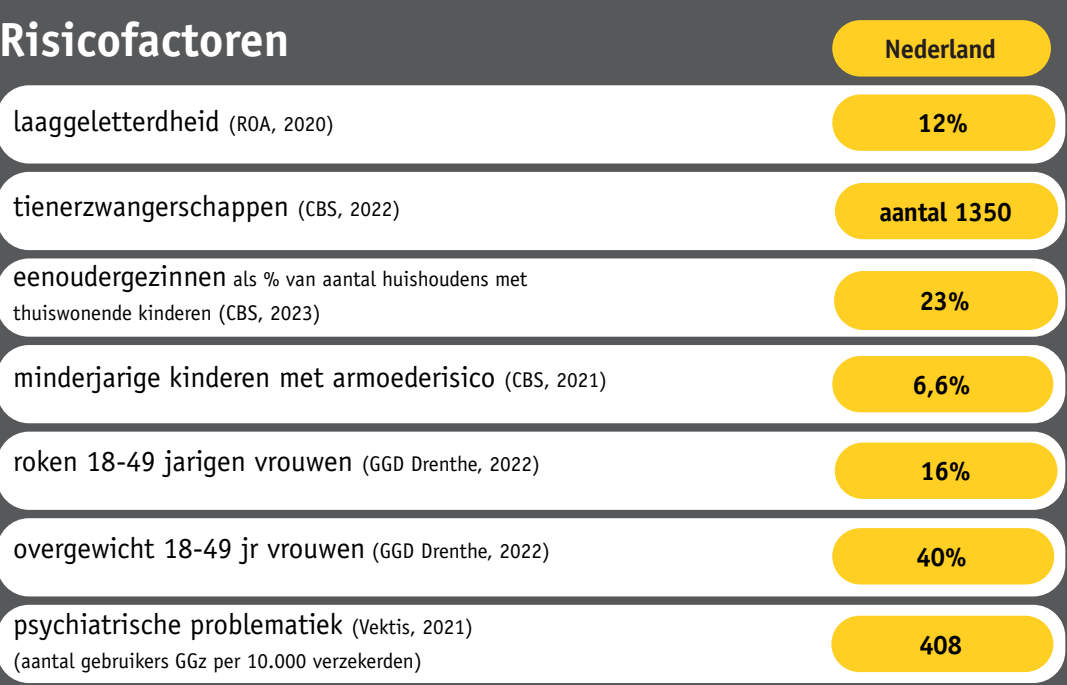 Risicofactoren
Nederland
laaggeletterdheid (ROA, 2020)
12%
tienerzwangerschappen (CBS, 2022)
aantal 1350
eenoudergezinnen als % van aantal huishoudens met
thuiswonende kinderen (CBS, 2023)
23%
minderjarige kinderen met armoederisico (CBS, 2021)
6,6%
roken 18-49 jarigen vrouwen (GGD Drenthe, 2022)
16%
overgewicht 18-49 jr vrouwen (GGD Drenthe, 2022)
40%
psychiatrische problematiek (Vektis, 2021)
(aantal gebruikers GGz per 10.000 verzekerden)
408